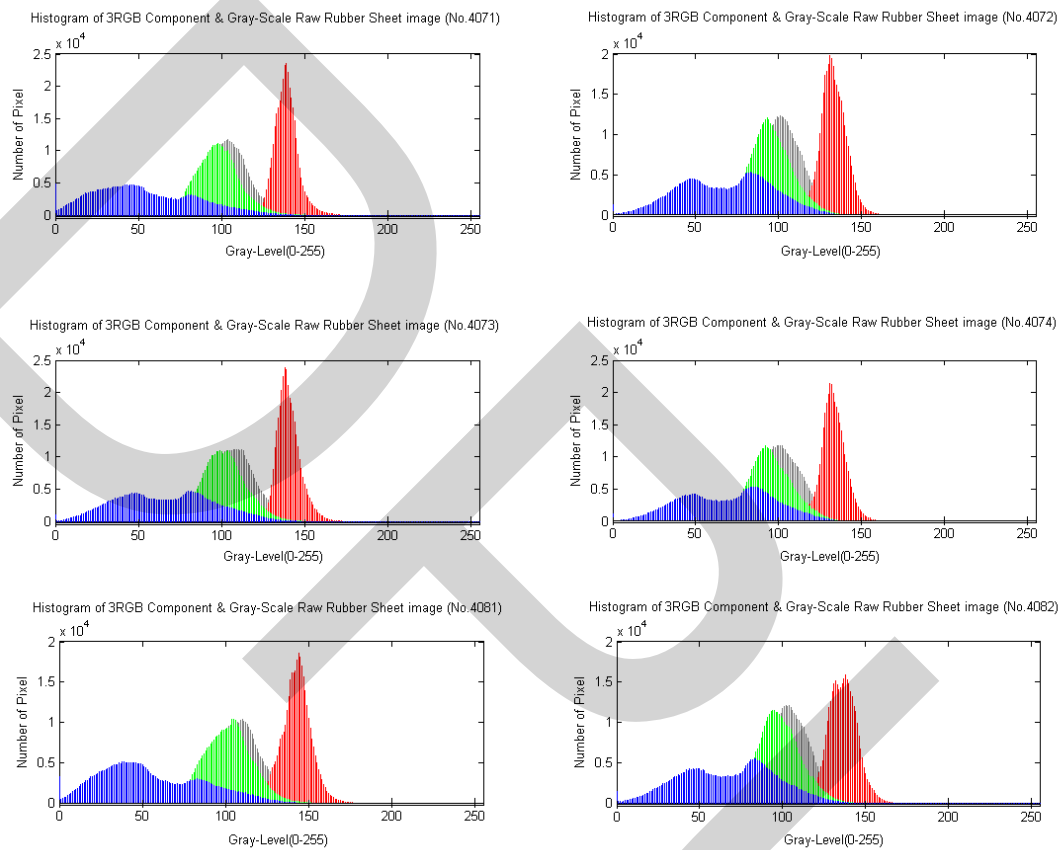 Histogram of 3RGB Component & Gray-Scale Raw Rubber Sheet image (No.4071)
x 10^4
2.5
2
1.5
1
0.5
0
Number of Pixel
0 50 100 150 200 250
Gray-Level(0-255)
Histogram of 3RGB Component & Gray-Scale Raw Rubber Sheet image (No.4072)
x 10^4
2
1.5
1
0.5
0
Number of Pixel
0 50 100 150 200 250
Gray-Level(0-255)
Histogram of 3RGB Component & Gray-Scale Raw Rubber Sheet image (No.4073)
x 10^4
2.5
2
1.5
1
0.5
0
Number of Pixel
0 50 100 150 200 250
Gray-Level(0-255)
Histogram of 3RGB Component & Gray-Scale Raw Rubber Sheet image (No.4074)
x 10^4
2.5
2
1.5
1
0.5
0
Number of Pixel
0 50 100 150 200 250
Gray-Level(0-255)
Histogram of 3RGB Component & Gray-Scale Raw Rubber Sheet image (No.4081)
x 10^4
2
1.5
1
0.5
0
Number of Pixel
0 50 100 150 200 250
Gray-Level(0-255)
Histogram of 3RGB Component & Gray-Scale Raw Rubber Sheet image (No.4082)
x 10^4
2
1.5
1
0.5
0
Number of Pixel
0 50 100 150 200 250
Gray-Level(0-255)